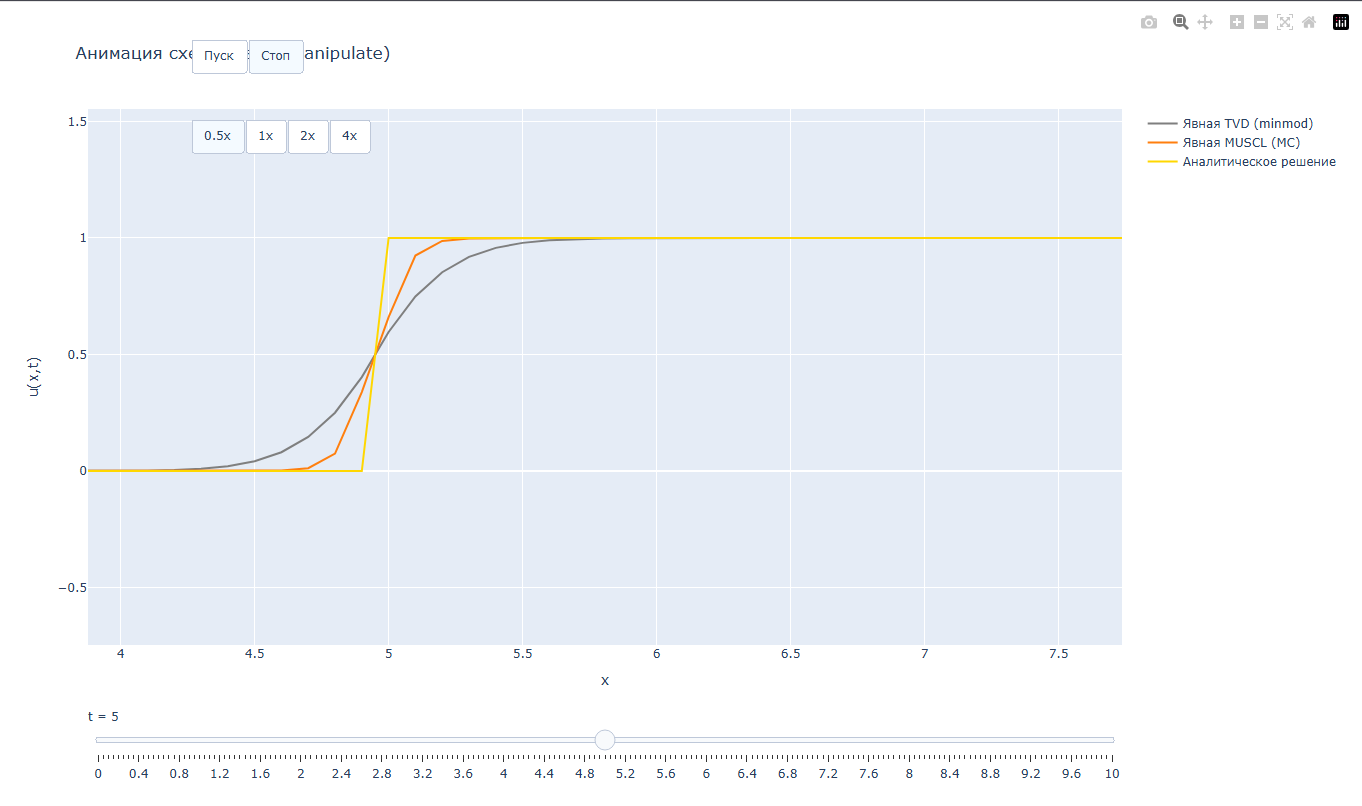 Анимация схе anipulate)
Пуск Стоп
0.5x 1x 2x 4x
Явная TVD (minmod)
Явная MUSCL (MC)
Аналитическое решение
1.5
1
0.5
0
−0.5
u(x,t)
4 4.5 5 5.5 6 6.5 7 7.5
x
t = 5
0 0.4 0.8 1.2 1.6 2 2.4 2.8 3.2 3.6 4 4.4 4.8 5.2 5.6 6 6.4 6.8 7.2 7.6 8 8.4 8.8 9.2 9.6 10